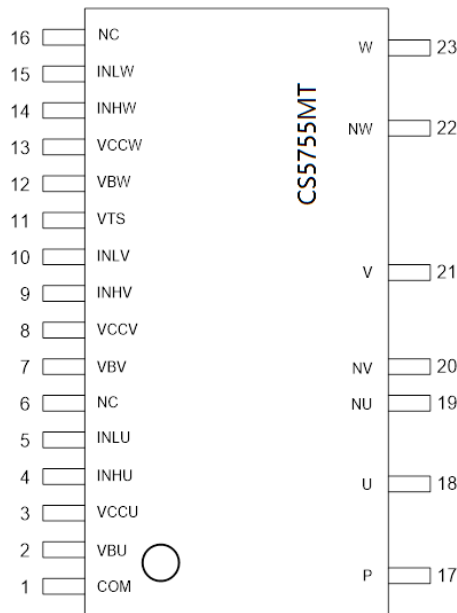 16 NC
W 23
15 INLW
CS5755MT
14 INHW
NW 22
13 VCCW
12 VBW
11 VTS
10 INLV
V 21
9 INHV
8 VCCV
7 VBV
NV 20
6 NC
NU 19
5 INLU
4 INHU
U 18
3 VCCU
2 VBU
P 17
1 COM